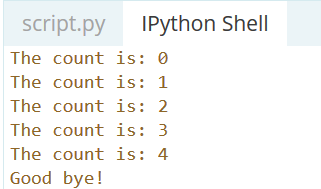 script.py IPython Shell
The count is: 0
The count is: 1
The count is: 2
The count is: 3
The count is: 4
Good bye!